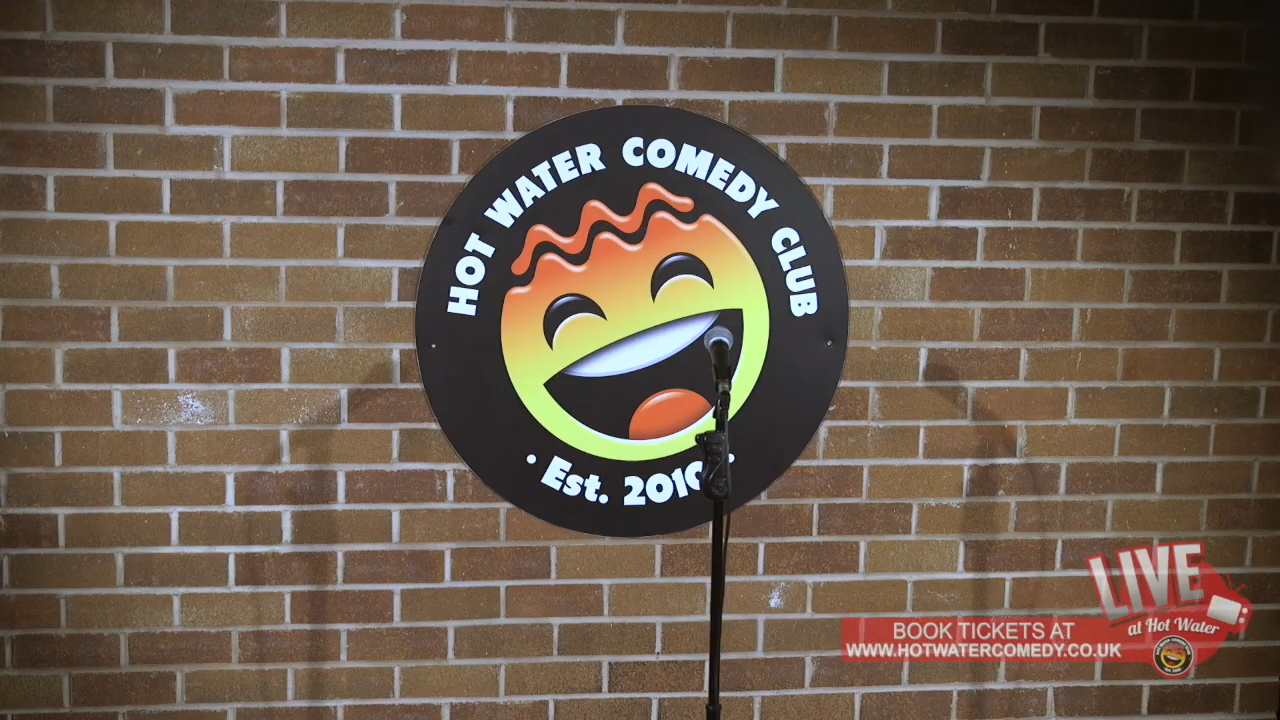 HOT WATER COMEDY CLUB
· Est. 2010 ·
LIVE
at Hot Water
BOOK TICKETS AT
WWW.HOTWATERCOMEDY.CO.UK